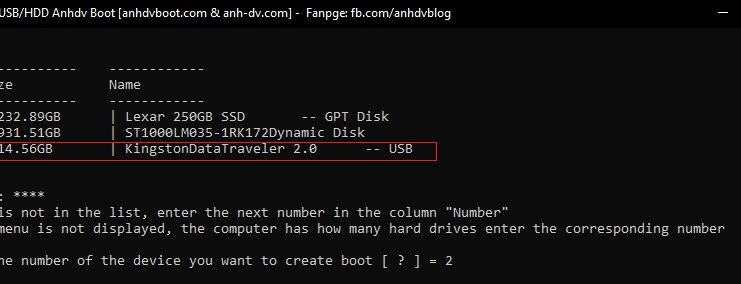 USB/HDD Anhdv Boot [anhdvboot.com & anh-dv.com] - Fanpge: fb.com/anhdvblog
---------- ------------
ze Name
---------- ------------
232.89GB | Lexar 250GB SSD -- GPT Disk
931.51GB | ST1000LM035-1RK172Dynamic Disk
14.56GB | KingstonDataTraveler 2.0 -- USB
: ****
is not in the list, enter the next number in the column "Number"
menu is not displayed, the computer has how many hard drives enter the corresponding number
he number of the device you want to create boot [ ? ] = 2